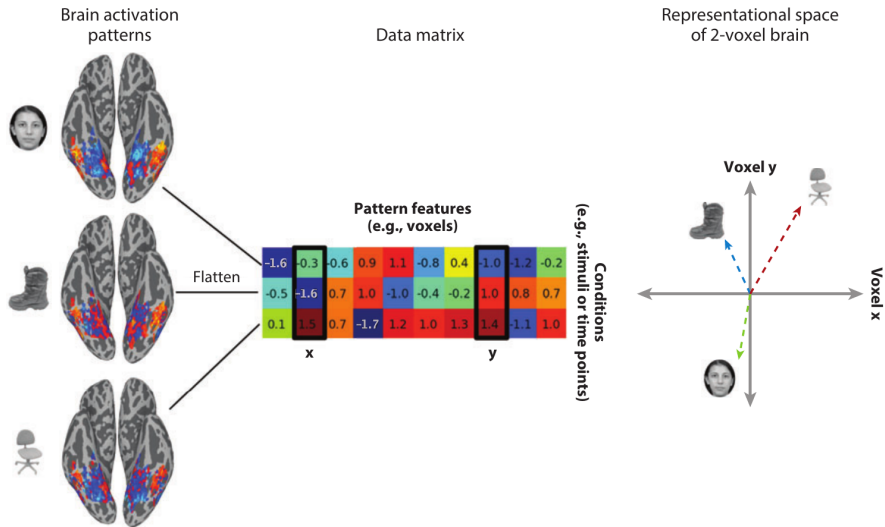 Brain activation
patterns
Data matrix
Representational space
of 2-voxel brain
Pattern features
(e.g., voxels)
Flatten
-1.6 -0.3 -0.6 0.9 1.1 -0.8 0.4 -1.0 -1.2 -0.2
-0.5 -1.6 0.7 1.0 -1.0 -0.4 -0.2 1.0 0.8 0.7
0.1 1.5 0.7 -1.7 1.2 1.0 1.3 1.4 -1.1 1.0
x
y
Conditions
(e.g., stimuli or time points)
Voxel y
Voxel x